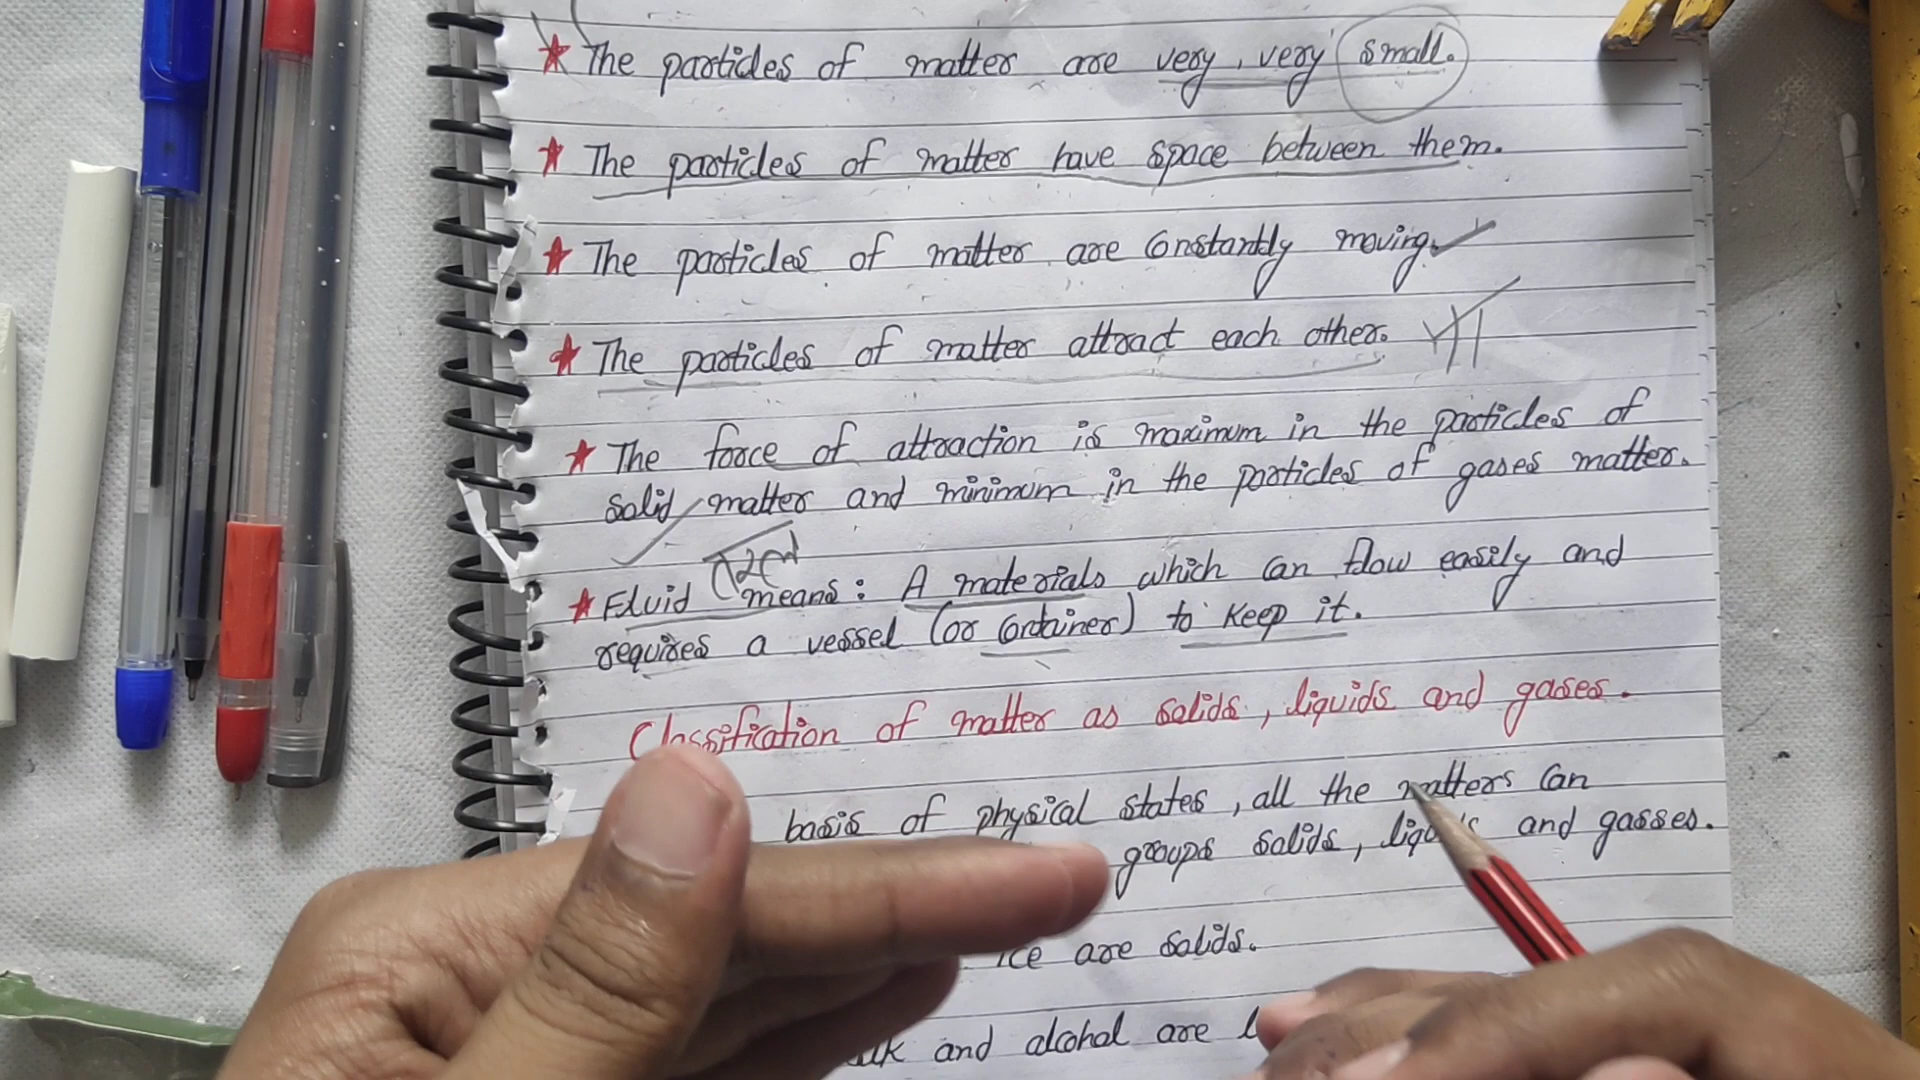 The particles of matter are very, very small.
The particles of matter have space between them.
The particles of matter are constantly moving.
The particles of matter attract each other.
The force of attraction is maximum in the particles of
solid matter and minimum in the particles of gases matter.
Fluid means: A materials which can flow easily and
requires a vessel (or container) to keep it.
Classification of matter as solids, liquids and gases.
basis of physical states, all the matters can
groups solids, liquids and gasses.
ice are solids.
and alcohal are